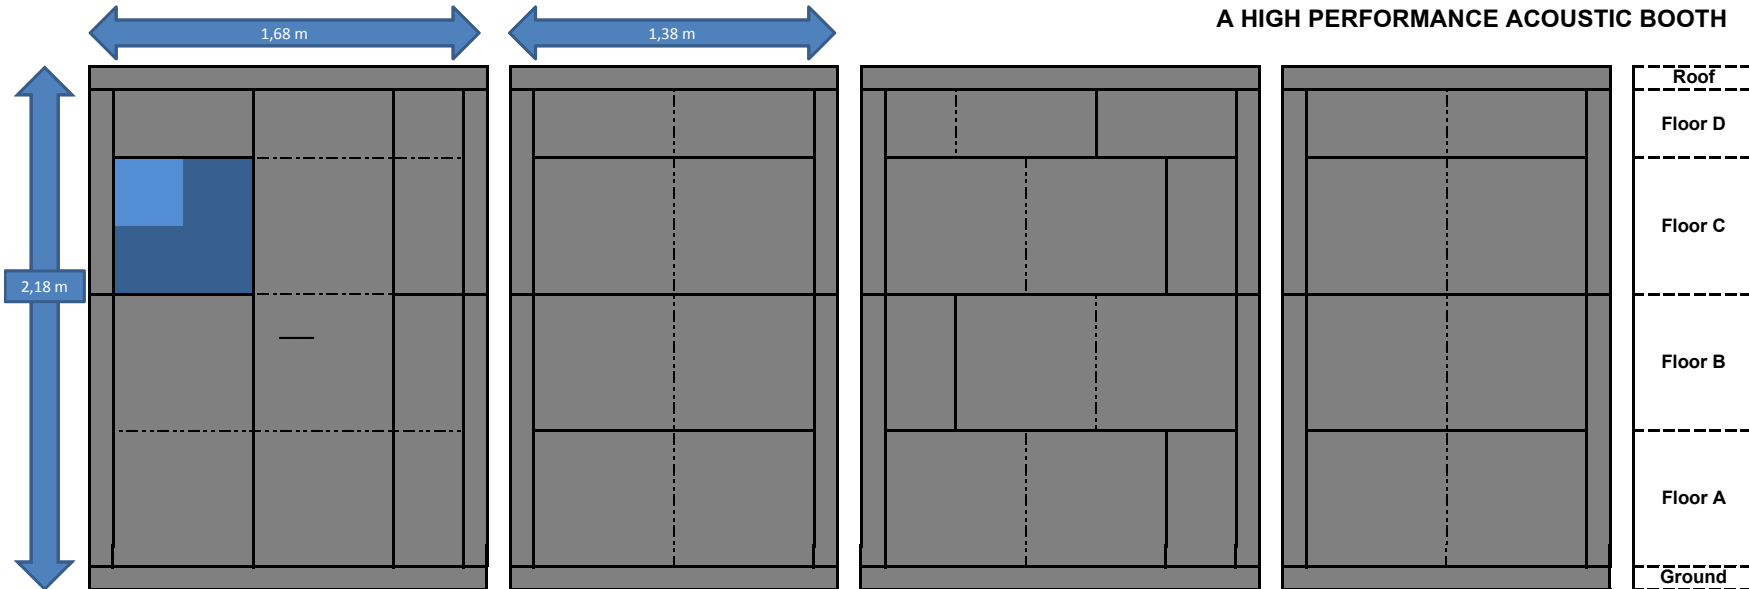 A HIGH PERFORMANCE ACOUSTIC BOOTH
1,68 m
1,38 m
2,18 m
Roof
Floor D
Floor C
Floor B
Floor A
Ground